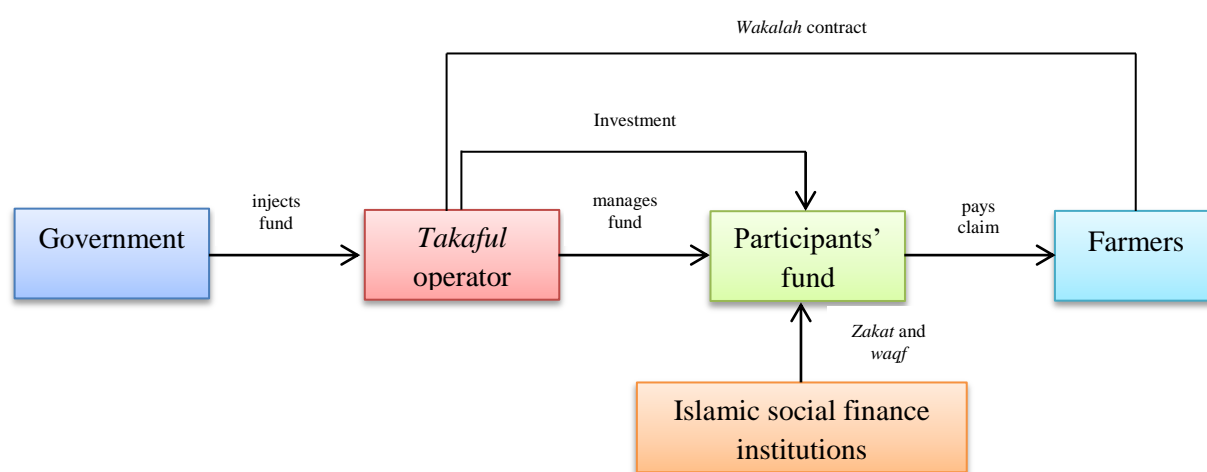 Wakalah contract
Investment
injects
fund
manages
fund
pays
claim
Government
Takaful
operator
Participants’
fund
Farmers
Zakat and
waqf
Islamic social finance
institutions